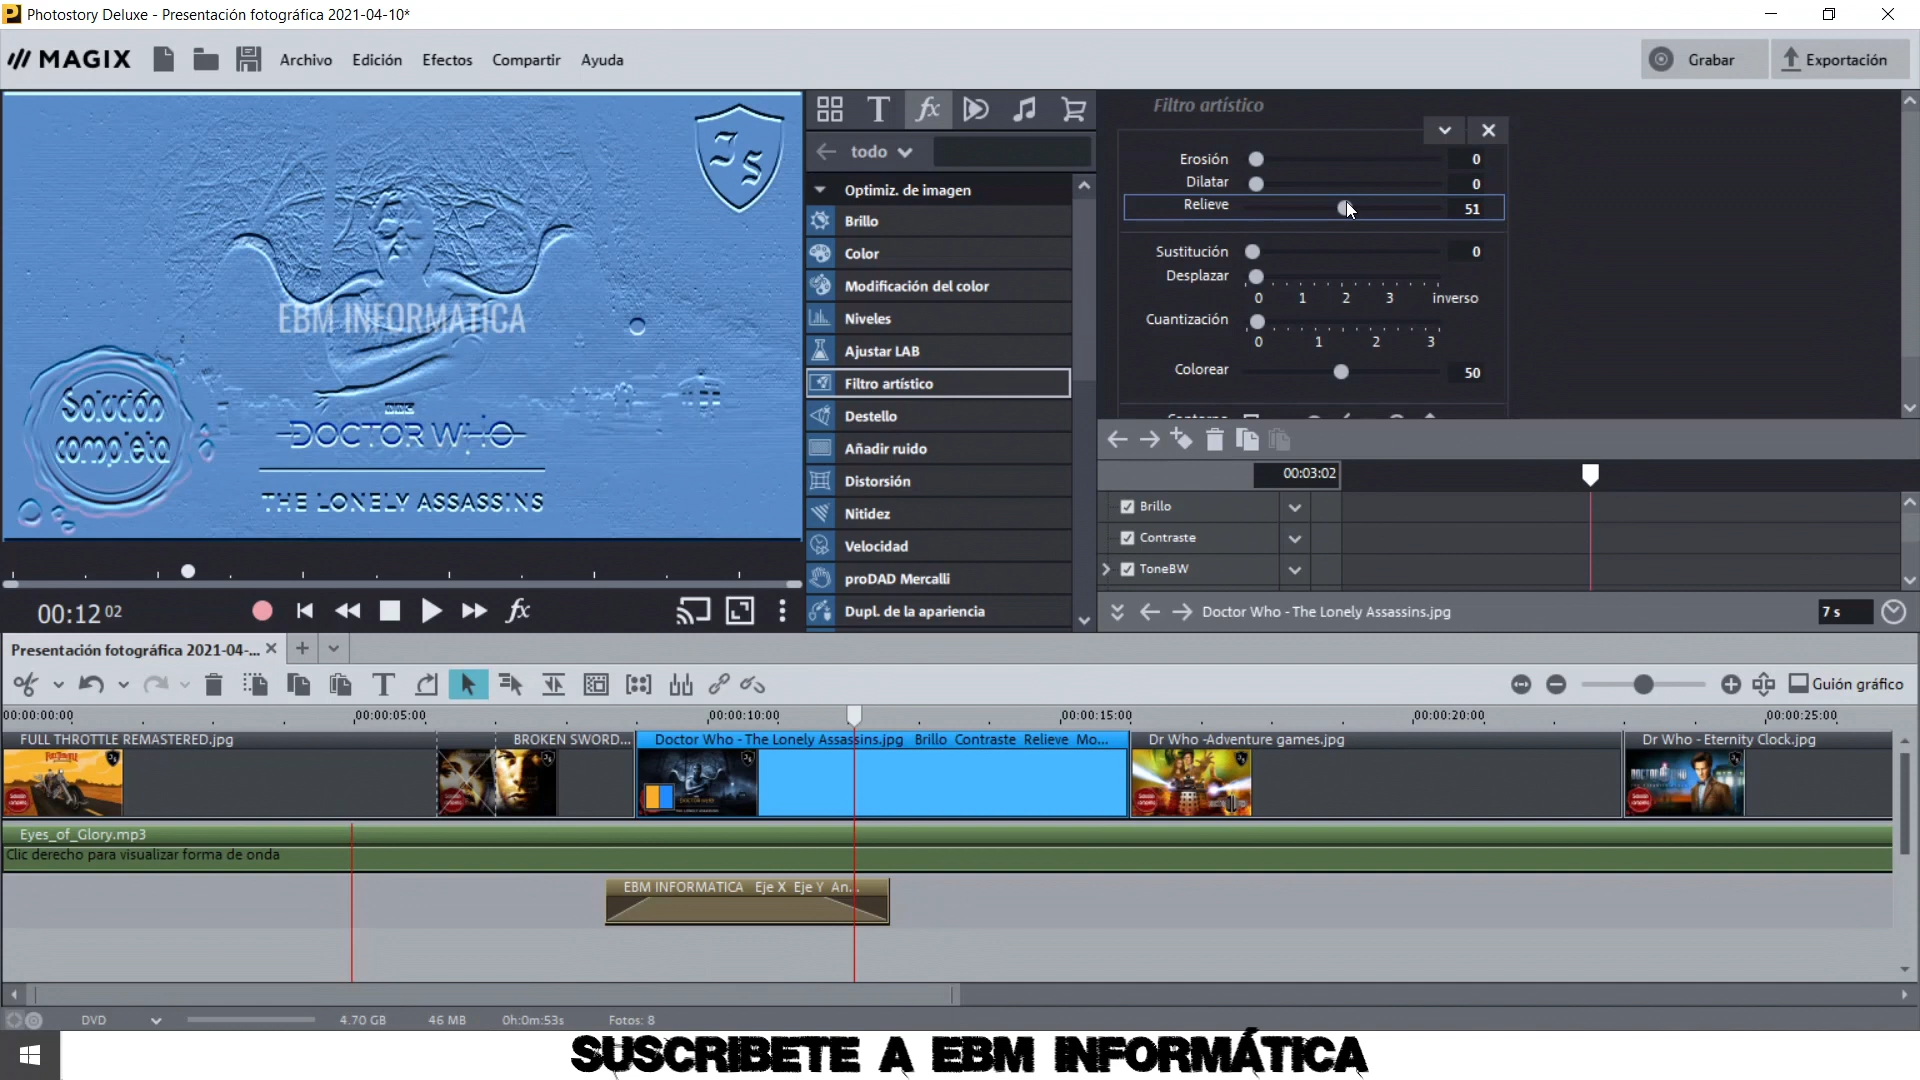 Photostory Deluxe - Presentación fotográfica 2021-04-10*
MAGIX
Archivo Edición Efectos Compartir Ayuda
Grabar
Exportación
JS
EBM INFORMATICA
Solución
completa
BBC
DOCTOR WHO
THE LONELY ASSASSINS
todo
Optimiz. de imagen
Brillo
Color
Modificación del color
Niveles
Ajustar LAB
Filtro artístico
Destello
Añadir ruido
Distorsión
Nitidez
Velocidad
proDAD Mercalli
Dupl. de la apariencia
Filtro artístico
Erosión 0
Dilatar 0
Relieve 51
Sustitución 0
Desplazar
0 1 2 3 inverso
Cuantización
0 1 2 3
Colorear 50
00:03:02
Brillo
Contraste
ToneBW
Doctor Who - The Lonely Assassins.jpg
7 s
00:12 02
fx
Presentación fotográfica 2021-04-...
Guión gráfico
00:00:00:00 00:00:05:00 00:00:10:00 00:00:15:00 00:00:20:00 00:00:25:00
FULL THROTTLE REMASTERED.jpg
BROKEN SWORD...
Doctor Who - The Lonely Assassins.jpg Brillo Contraste Relieve Mo...
Dr Who -Adventure games.jpg
Dr Who - Eternity Clock.jpg
Eyes_of_Glory.mp3
Clic derecho para visualizar forma de onda
EBM INFORMATICA Eje X Eje Y An...
DVD 4.70 GB 46 MB 0h:0m:53s Fotos: 8
SUSCRIBETE A EBM INFORMÁTICA